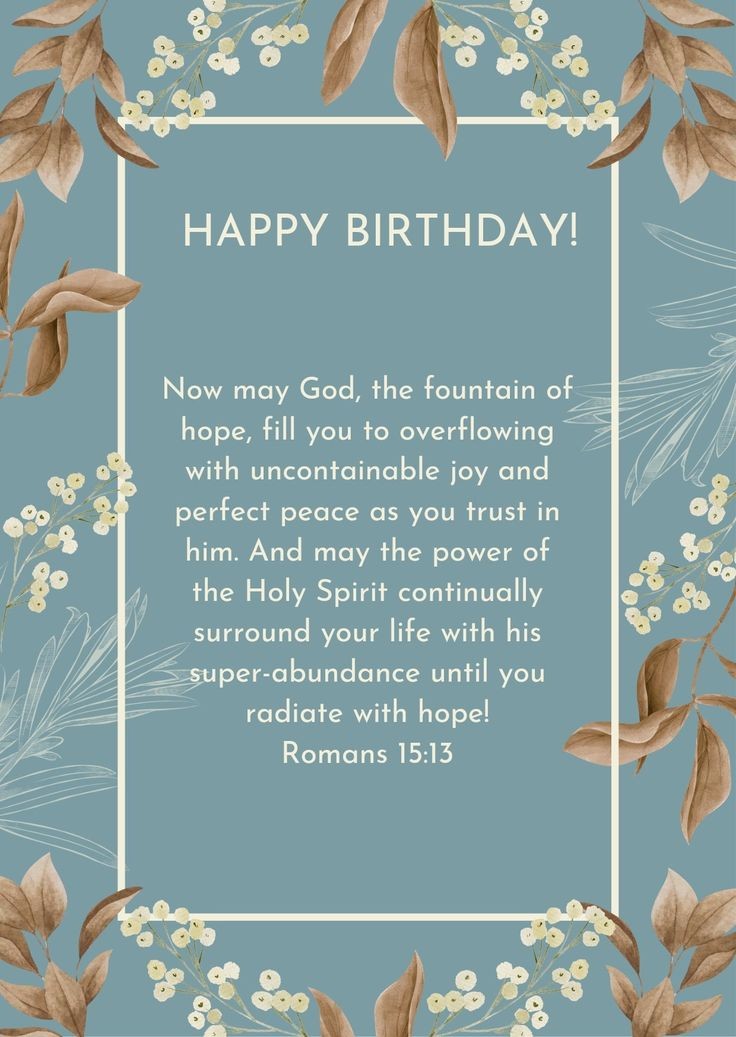 HAPPY BIRTHDAY!
Now may God, the fountain of
hope, fill you to overflowing
with uncontainable joy and
perfect peace as you trust in
him. And may the power of
the Holy Spirit continually
surround your life with his
super-abundance until you
radiate with hope!
Romans 15:13